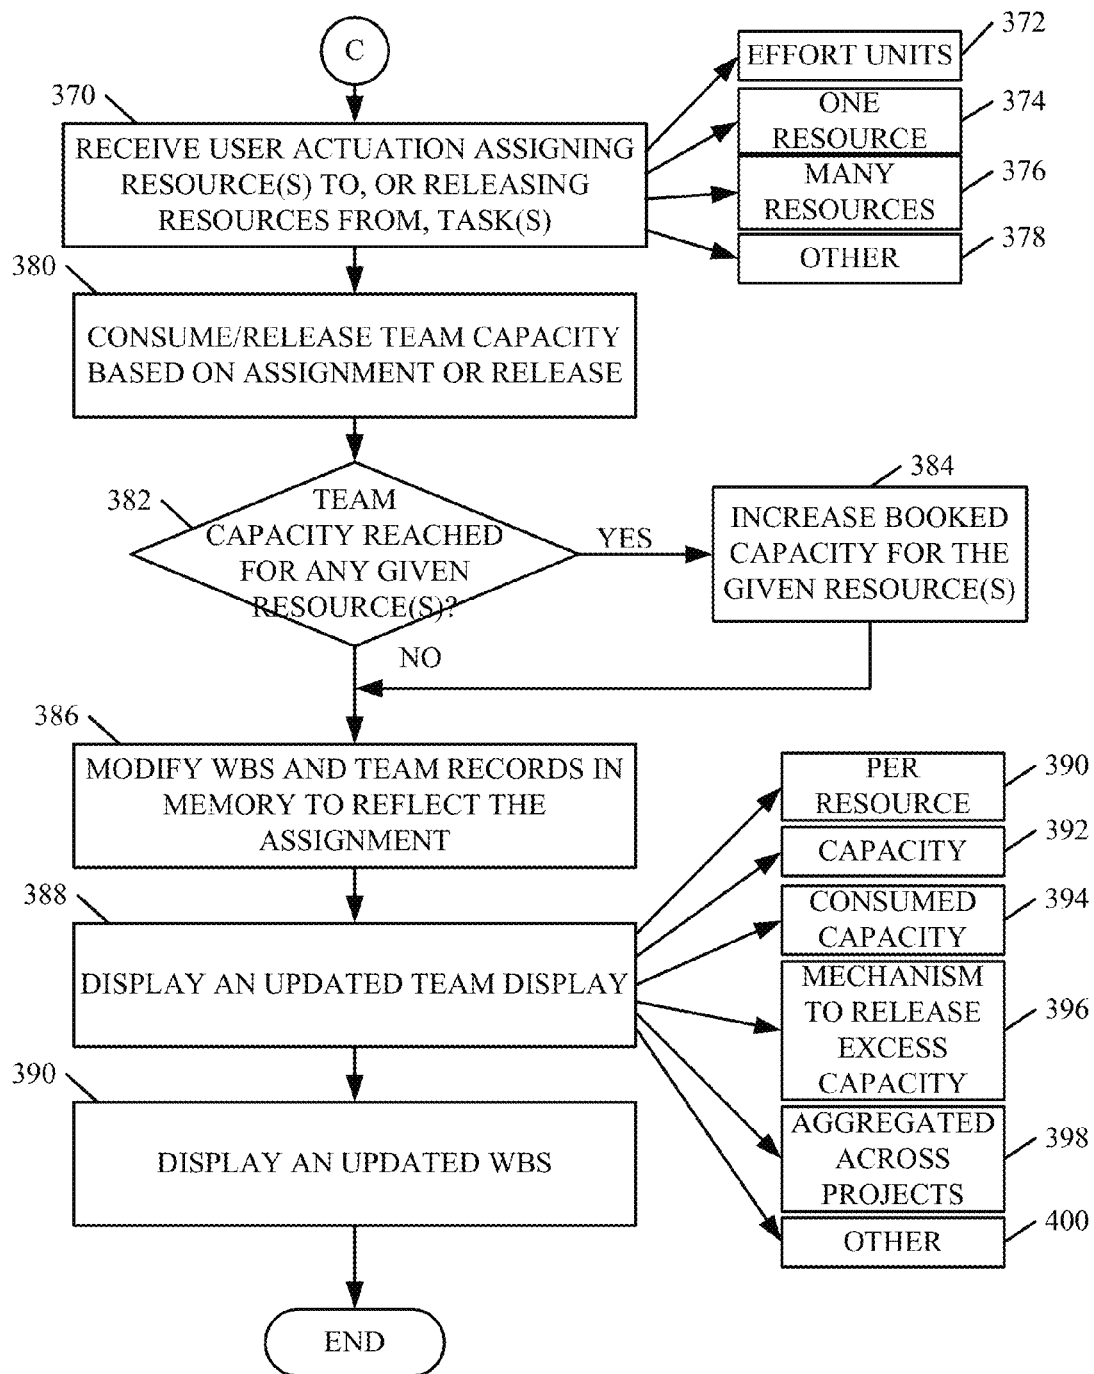 C
370
RECEIVE USER ACTUATION ASSIGNING
RESOURCE(S) TO, OR RELEASING
RESOURCES FROM, TASK(S)
EFFORT UNITS
372
ONE
RESOURCE
374
MANY
RESOURCES
376
OTHER
378
380
CONSUME/RELEASE TEAM CAPACITY
BASED ON ASSIGNMENT OR RELEASE
382
TEAM
CAPACITY REACHED
FOR ANY GIVEN
RESOURCE(S)?
YES
384
INCREASE BOOKED
CAPACITY FOR THE
GIVEN RESOURCE(S)
NO
386
MODIFY WBS AND TEAM RECORDS IN
MEMORY TO REFLECT THE
ASSIGNMENT
388
DISPLAY AN UPDATED TEAM DISPLAY
PER
RESOURCE
390
CAPACITY
392
CONSUMED
CAPACITY
394
MECHANISM
TO RELEASE
EXCESS
CAPACITY
396
AGGREGATED
ACROSS
PROJECTS
398
OTHER
400
390
DISPLAY AN UPDATED WBS
END